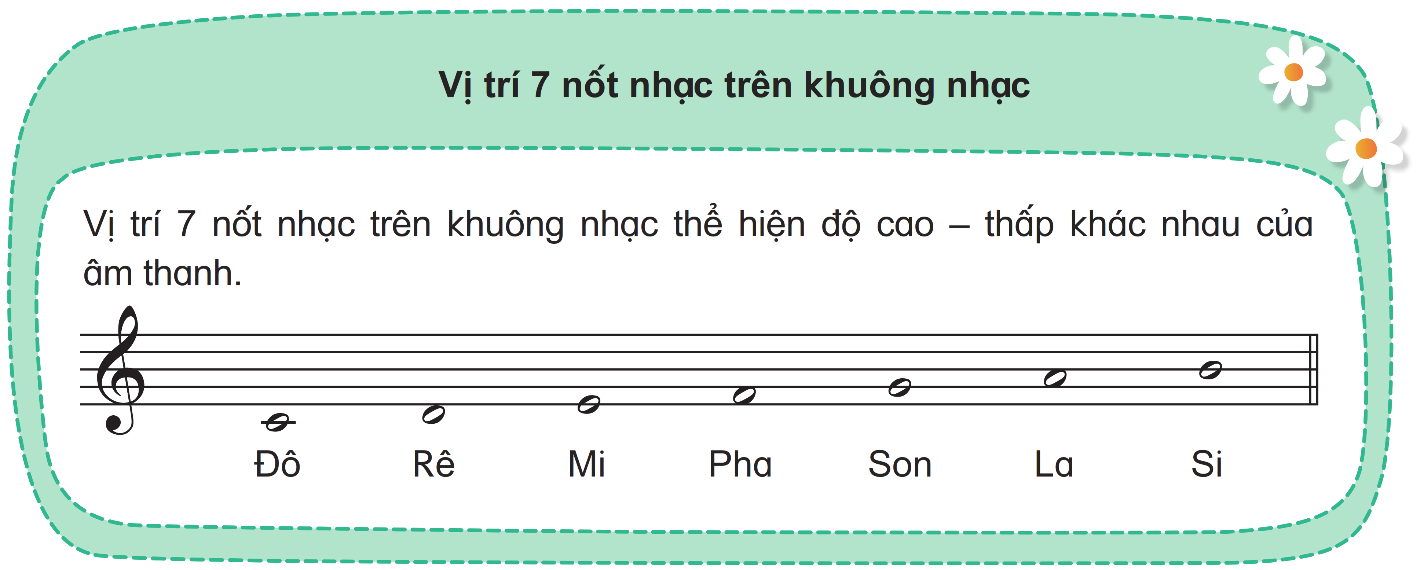 Vị trí 7 nốt nhạc trên khuông nhạc
Vị trí 7 nốt nhạc trên khuông nhạc thể hiện độ cao – thấp khác nhau của
âm thanh.
Đô Rê Mi Pha Son La Si